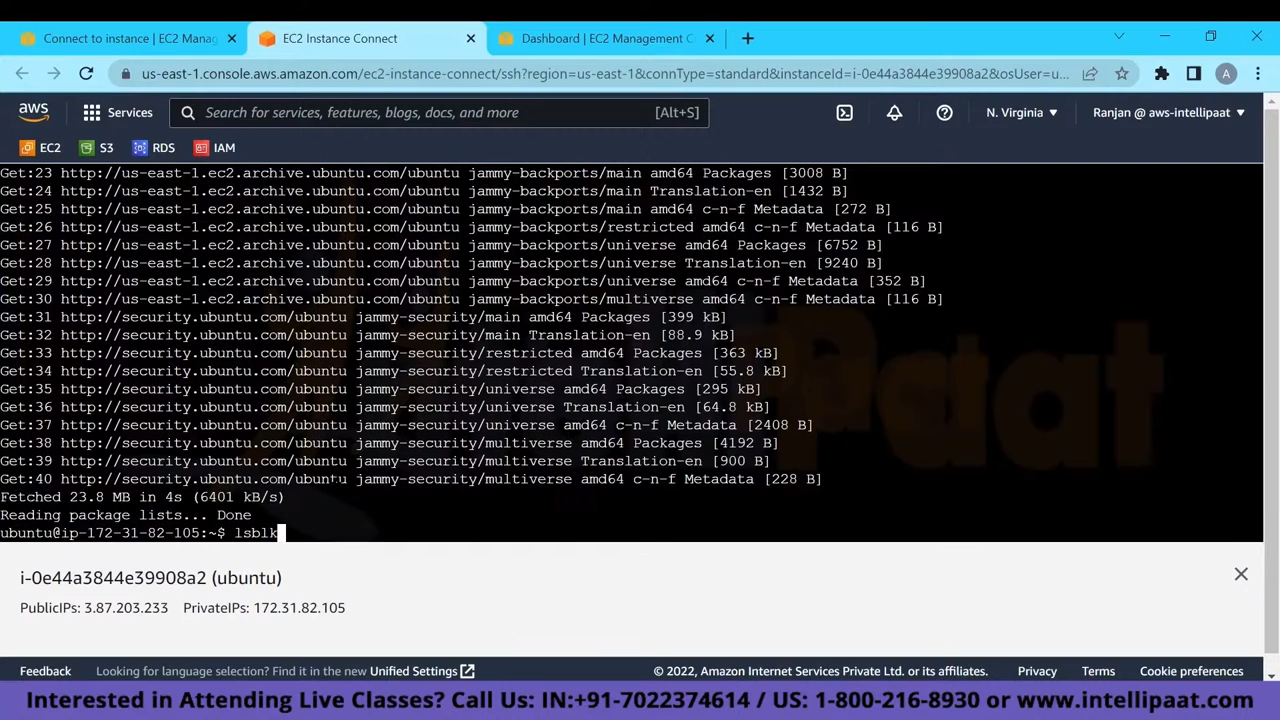 Connect to instance | EC2 Manag
EC2 Instance Connect
Dashboard | EC2 Management C
us-east-1.console.aws.amazon.com/ec2-instance-connect/ssh?region=us-east-1&connType=standard&instanceId=i-0e44a3844e39908a2&osUser=u...
A
aws
Services
Search for services, features, blogs, docs, and more
[Alt+S]
N. Virginia
Ranjan @ aws-intellipaat
EC2
S3
RDS
IAM
Get:23 http://us-east-1.ec2.archive.ubuntu.com/ubuntu jammy-backports/main amd64 Packages [3008 B]
Get:24 http://us-east-1.ec2.archive.ubuntu.com/ubuntu jammy-backports/main Translation-en [1432 B]
Get:25 http://us-east-1.ec2.archive.ubuntu.com/ubuntu jammy-backports/main amd64 c-n-f Metadata [272 B]
Get:26 http://us-east-1.ec2.archive.ubuntu.com/ubuntu jammy-backports/restricted amd64 c-n-f Metadata [116 B]
Get:27 http://us-east-1.ec2.archive.ubuntu.com/ubuntu jammy-backports/universe amd64 Packages [6752 B]
Get:28 http://us-east-1.ec2.archive.ubuntu.com/ubuntu jammy-backports/universe Translation-en [9240 B]
Get:29 http://us-east-1.ec2.archive.ubuntu.com/ubuntu jammy-backports/universe amd64 c-n-f Metadata [352 B]
Get:30 http://us-east-1.ec2.archive.ubuntu.com/ubuntu jammy-backports/multiverse amd64 c-n-f Metadata [116 B]
Get:31 http://security.ubuntu.com/ubuntu jammy-security/main amd64 Packages [399 kB]
Get:32 http://security.ubuntu.com/ubuntu jammy-security/main Translation-en [88.9 kB]
Get:33 http://security.ubuntu.com/ubuntu jammy-security/restricted amd64 Packages [363 kB]
Get:34 http://security.ubuntu.com/ubuntu jammy-security/restricted Translation-en [55.8 kB]
Get:35 http://security.ubuntu.com/ubuntu jammy-security/universe amd64 Packages [295 kB]
Get:36 http://security.ubuntu.com/ubuntu jammy-security/universe Translation-en [64.8 kB]
Get:37 http://security.ubuntu.com/ubuntu jammy-security/universe amd64 c-n-f Metadata [2408 B]
Get:38 http://security.ubuntu.com/ubuntu jammy-security/multiverse amd64 Packages [4192 B]
Get:39 http://security.ubuntu.com/ubuntu jammy-security/multiverse Translation-en [900 B]
Get:40 http://security.ubuntu.com/ubuntu jammy-security/multiverse amd64 c-n-f Metadata [228 B]
Fetched 23.8 MB in 4s (6401 kB/s)
Reading package lists... Done
ubuntu@ip-172-31-82-105:~$ lsblk
i-0e44a3844e39908a2 (ubuntu)
PublicIPs: 3.87.203.233 PrivateIPs: 172.31.82.105
Feedback
Looking for language selection? Find it in the new Unified Settings
© 2022, Amazon Internet Services Private Ltd. or its affiliates.
Privacy
Terms
Cookie preferences
Interested in Attending Live Classes? Call Us: IN:+91-7022374614 / US: 1-800-216-8930 or www.intellipaat.com